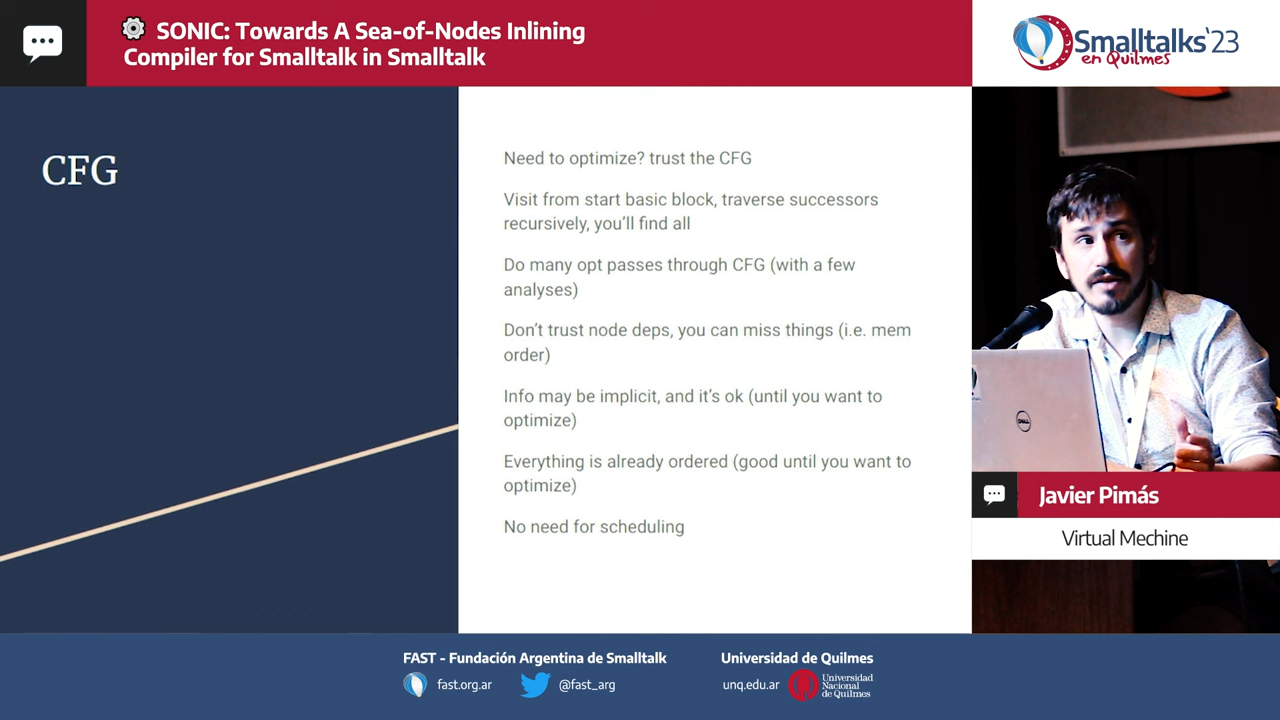 SONIC: Towards A Sea-of-Nodes Inlining
Compiler for Smalltalk in Smalltalk
Smalltalks'23
en Quilmes
CFG
Need to optimize? trust the CFG
Visit from start basic block, traverse successors
recursively, you'll find all
Do many opt passes through CFG (with a few
analyses)
Don't trust node deps, you can miss things (i.e. mem
order)
Info may be implicit, and it's ok (until you want to
optimize)
Everything is already ordered (good until you want to
optimize)
No need for scheduling
DELL
Javier Pimás
Virtual Mechine
FAST - Fundación Argentina de Smalltalk
fast.org.ar
@fast_arg
Universidad de Quilmes
unq.edu.ar
Universidad
Nacional
de Quilmes